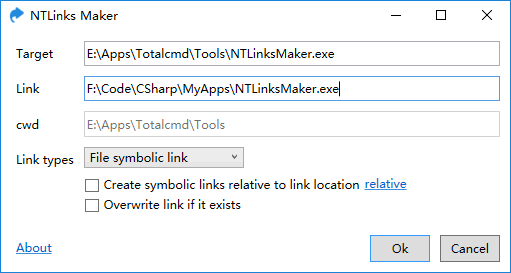 NTLinks Maker
Target E:\Apps\Totalcmd\Tools\NTLinksMaker.exe
Link F:\Code\CSharp\MyApps\NTLinksMaker.exe
cwd E:\Apps\Totalcmd\Tools
Link types File symbolic link
Create symbolic links relative to link location relative
Overwrite link if it exists
About Ok Cancel